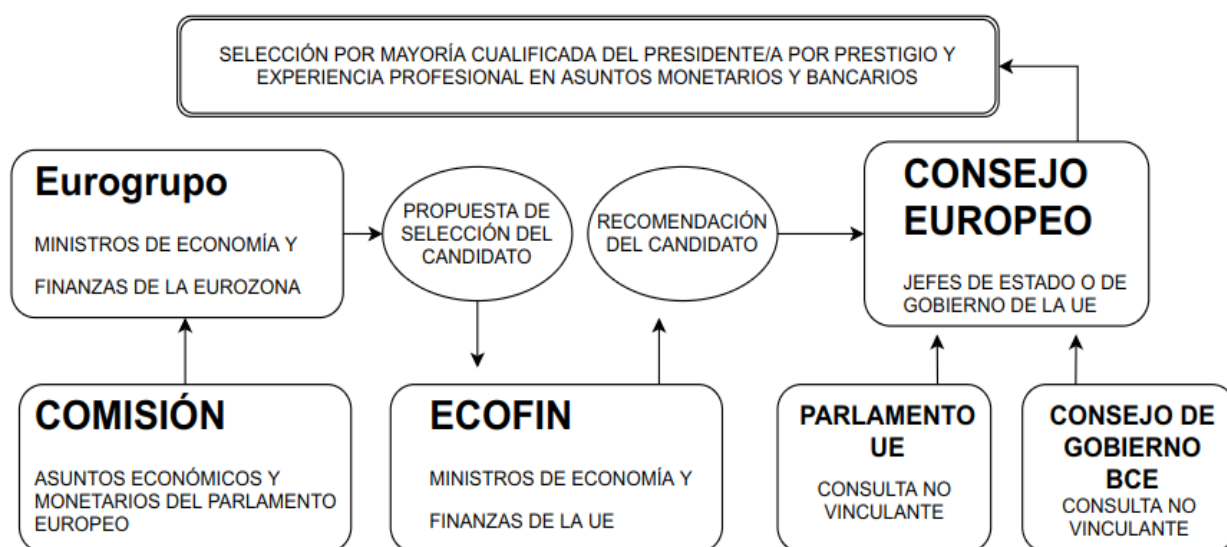 SELECCIÓN POR MAYORÍA CUALIFICADA DEL PRESIDENTE/A POR PRESTIGIO Y
EXPERIENCIA PROFESIONAL EN ASUNTOS MONETARIOS Y BANCARIOS
Eurogrupo
MINISTROS DE ECONOMÍA Y
FINANZAS DE LA EUROZONA
PROPUESTA DE
SELECCIÓN DEL
CANDIDATO
RECOMENDACIÓN
DEL CANDIDATO
CONSEJO
EUROPEO
JEFES DE ESTADO O DE
GOBIERNO DE LA UE
COMISIÓN
ASUNTOS ECONÓMICOS Y
MONETARIOS DEL PARLAMENTO
EUROPEO
ECOFIN
MINISTROS DE ECONOMÍA Y
FINANZAS DE LA UE
PARLAMENTO
UE
CONSULTA NO
VINCULANTE
CONSEJO DE
GOBIERNO
BCE
CONSULTA NO
VINCULANTE